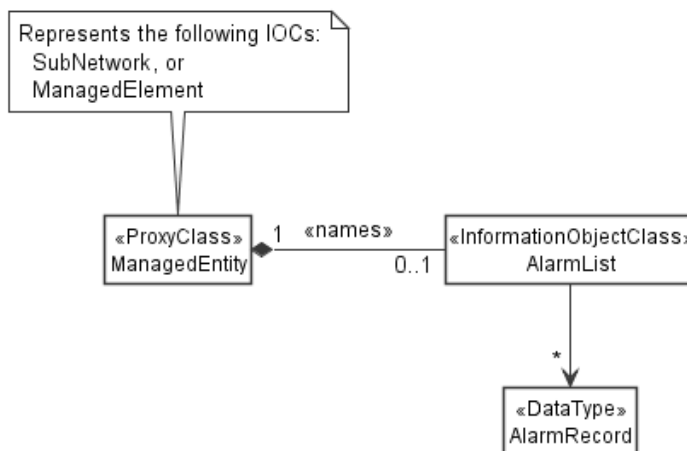 Represents the following IOCs:
SubNetwork, or
ManagedElement
«ProxyClass»
ManagedEntity
1
«names»
0..1
«InformationObjectClass»
AlarmList
*
«DataType»
AlarmRecord